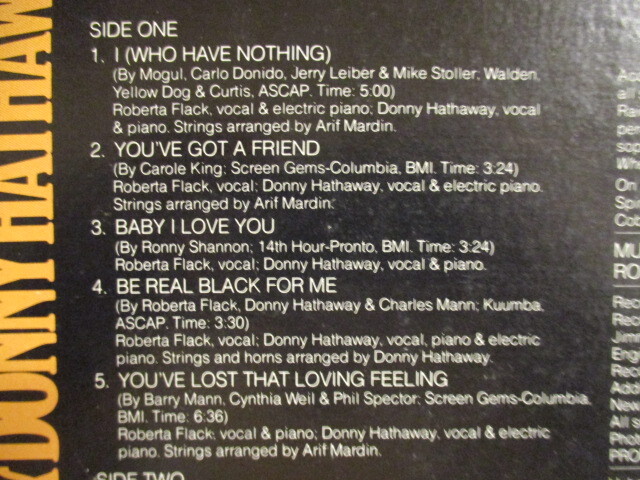 SIDE ONE
1. I (WHO HAVE NOTHING)
(By Mogul, Carlo Donido, Jerry Leiber & Mike Stoller; Walden,
Yellow Dog & Curtis, ASCAP. Time: 5:00)
Roberta Flack, vocal & electric piano; Donny Hathaway, vocal
& piano. Strings arranged by Arif Mardin.
2. YOU'VE GOT A FRIEND
(By Carole King; Screen Gems-Columbia, BMI. Time: 3:24)
Roberta Flack, vocal; Donny Hathaway, vocal & electric piano.
Strings arranged by Arif Mardin.
3. BABY I LOVE YOU
(By Ronny Shannon; 14th Hour-Pronto, BMI. Time: 3:24)
Roberta Flack, vocal; Donny Hathaway, vocal & piano.
4. BE REAL BLACK FOR ME
(By Roberta Flack, Donny Hathaway & Charles Mann; Kuumba,
ASCAP. Time: 3:30)
Roberta Flack, vocal; Donny Hathaway, vocal, piano & electric
piano. Strings and horns arranged by Donny Hathaway.
5. YOU'VE LOST THAT LOVING FEELING
(By Barry Mann, Cynthia Weil & Phil Spector; Screen Gems-Columbia,
BMI. Time: 6:36)
Roberta Flack, vocal & piano; Donny Hathaway, vocal & electric
piano. Strings arranged by Arif Mardin.
SIDE TWO
DONNY HATHAW